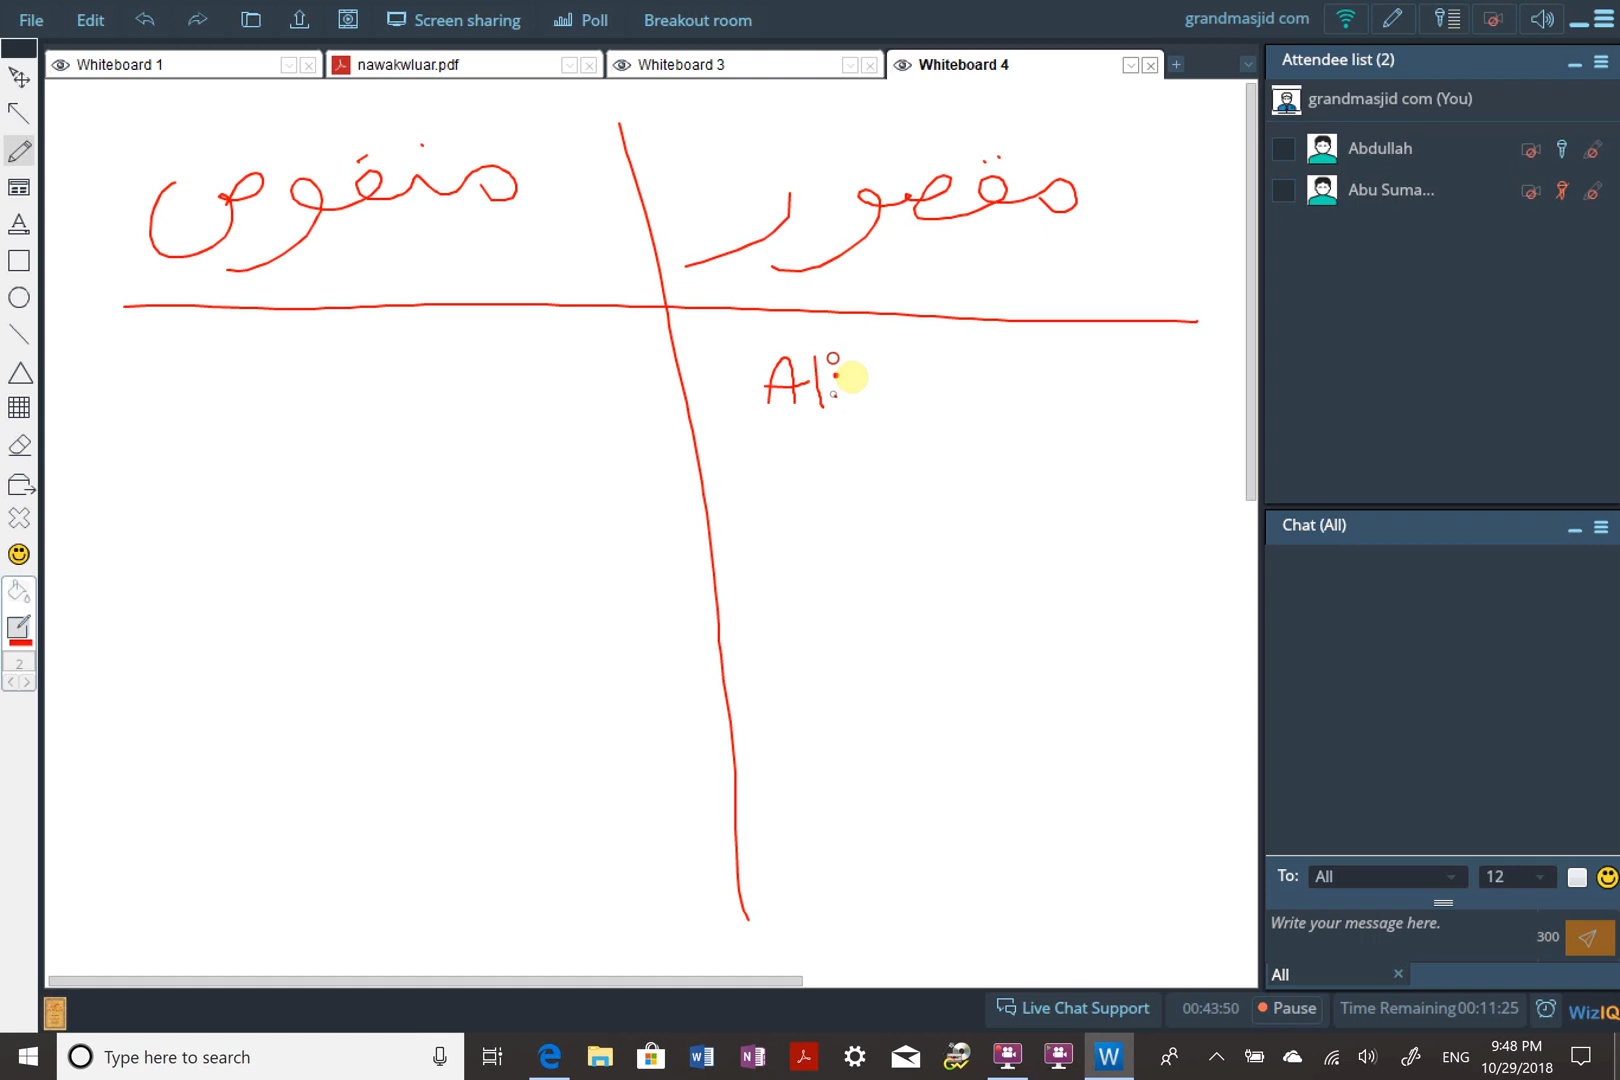 File Edit Screen sharing Poll Breakout room grandmasjid com
Whiteboard 1 nawakwluar.pdf Whiteboard 3 Whiteboard 4
مقصور منقوص
Al
2
Attendee list (2)
grandmasjid com (You)
Abdullah
Abu Suma...
Chat (All)
To: All 12
Write your message here. 300
All
Live Chat Support 00:43:50 Pause Time Remaining 00:11:25 WizIQ
Type here to search ENG 9:48 PM
10/29/2018